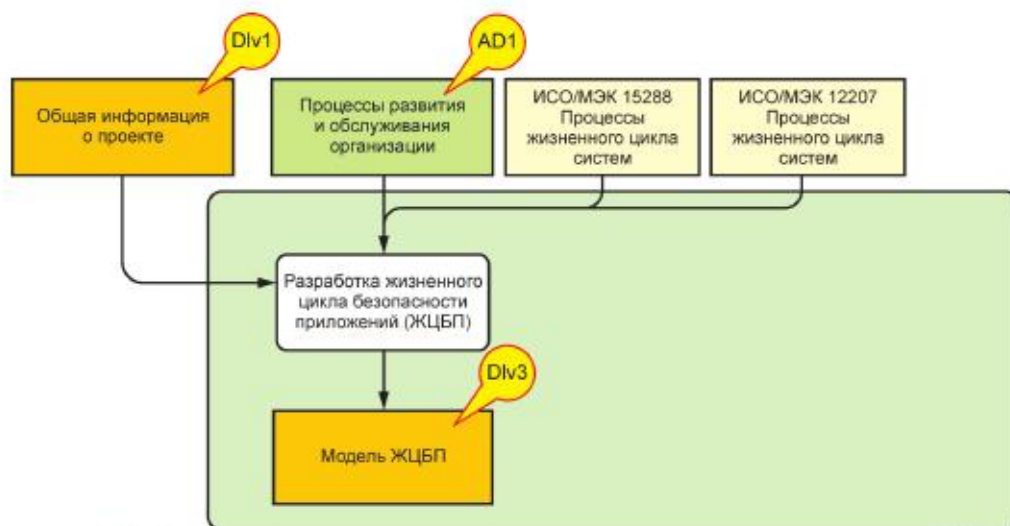 Dlv1
AD1
Общая информация
о проекте
Процессы развития
и обслуживания
организации
ИСО/МЭК 15288
Процессы
жизненного цикла
систем
ИСО/МЭК 12207
Процессы
жизненного цикла
систем
Разработка жизненного
цикла безопасности
приложений (ЖЦБП)
Dlv3
Модель ЖЦБП